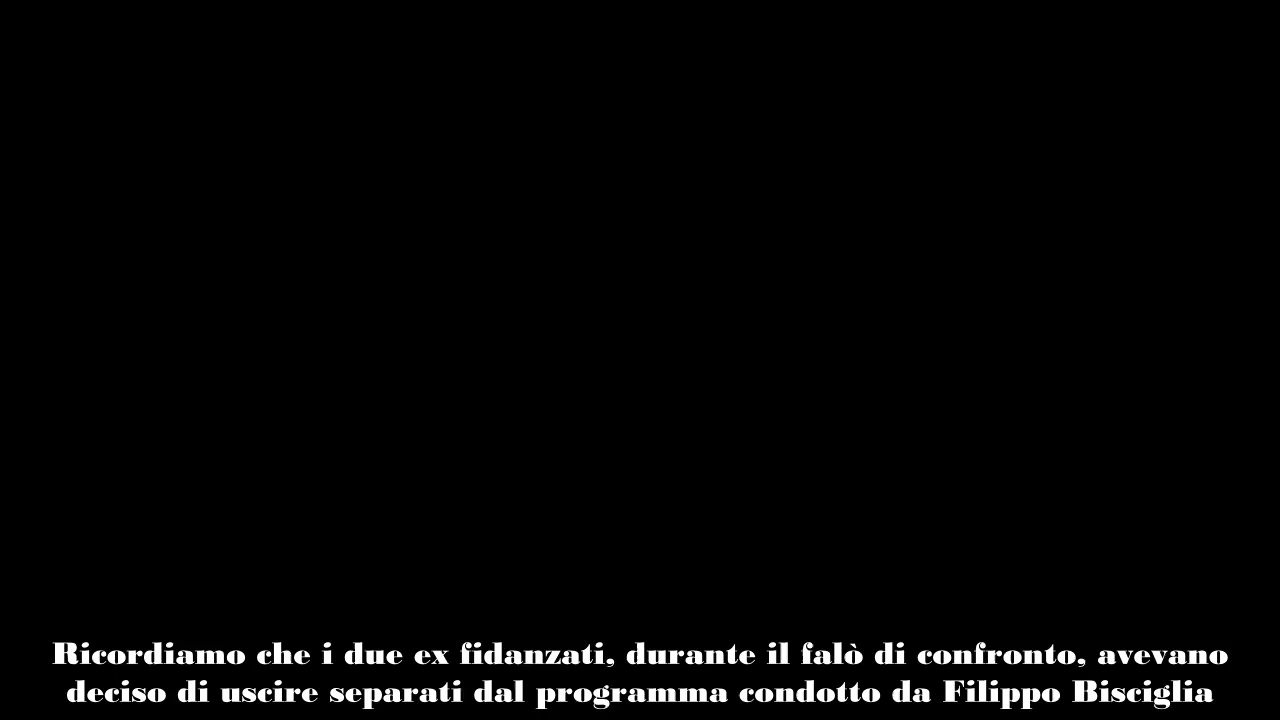 Ricordiamo che i due ex fidanzati, durante il falò di confronto, avevano
deciso di uscire separati dal programma condotto da Filippo Bisciglia